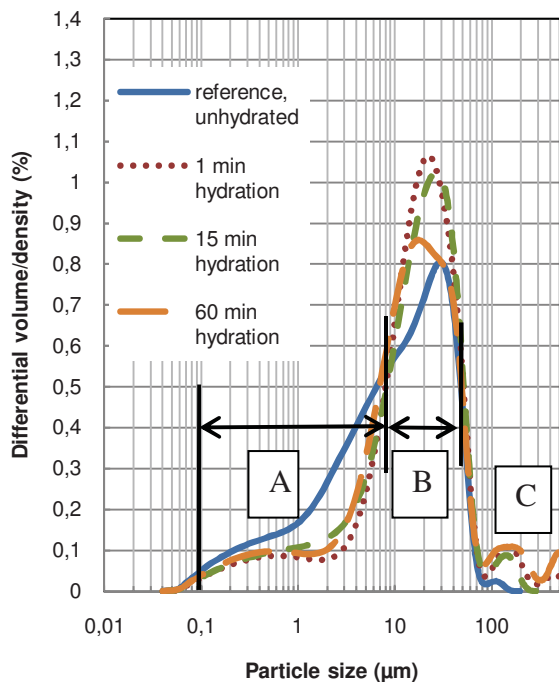 Differential volume/density (%)
1,4
1,3
1,2
1,1
1
0,9
0,8
0,7
0,6
0,5
0,4
0,3
0,2
0,1
0
reference,
unhydrated
1 min
hydration
15 min
hydration
60 min
hydration
A
B
C
0,01
0,1
1
10
100
Particle size (μm)